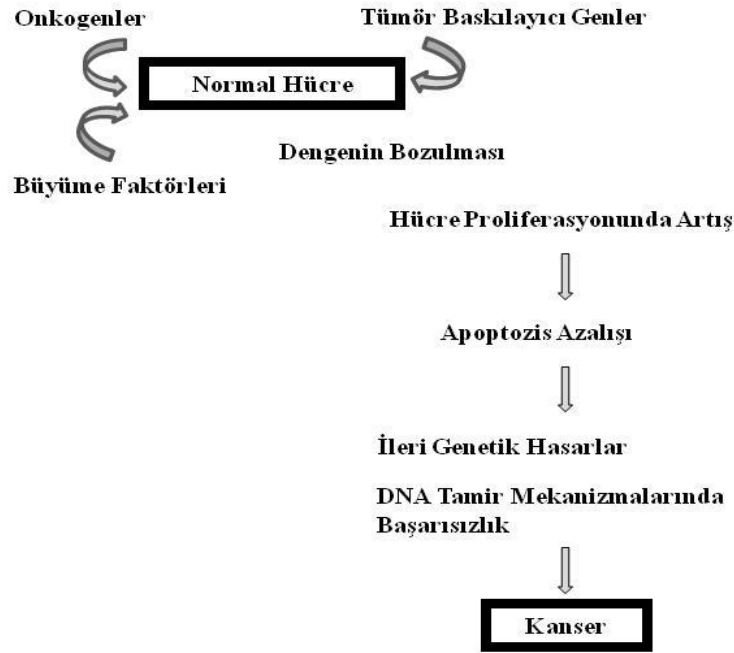 Onkogenler
Tümör Baskılayıcı Genler
Normal Hücre
Dengenin Bozulması
Büyüme Faktörleri
Hücre Proliferasyonunda Artış
Apoptozis Azalışı
İleri Genetik Hasarlar
DNA Tamir Mekanizmalarında
Başarısızlık
Kanser